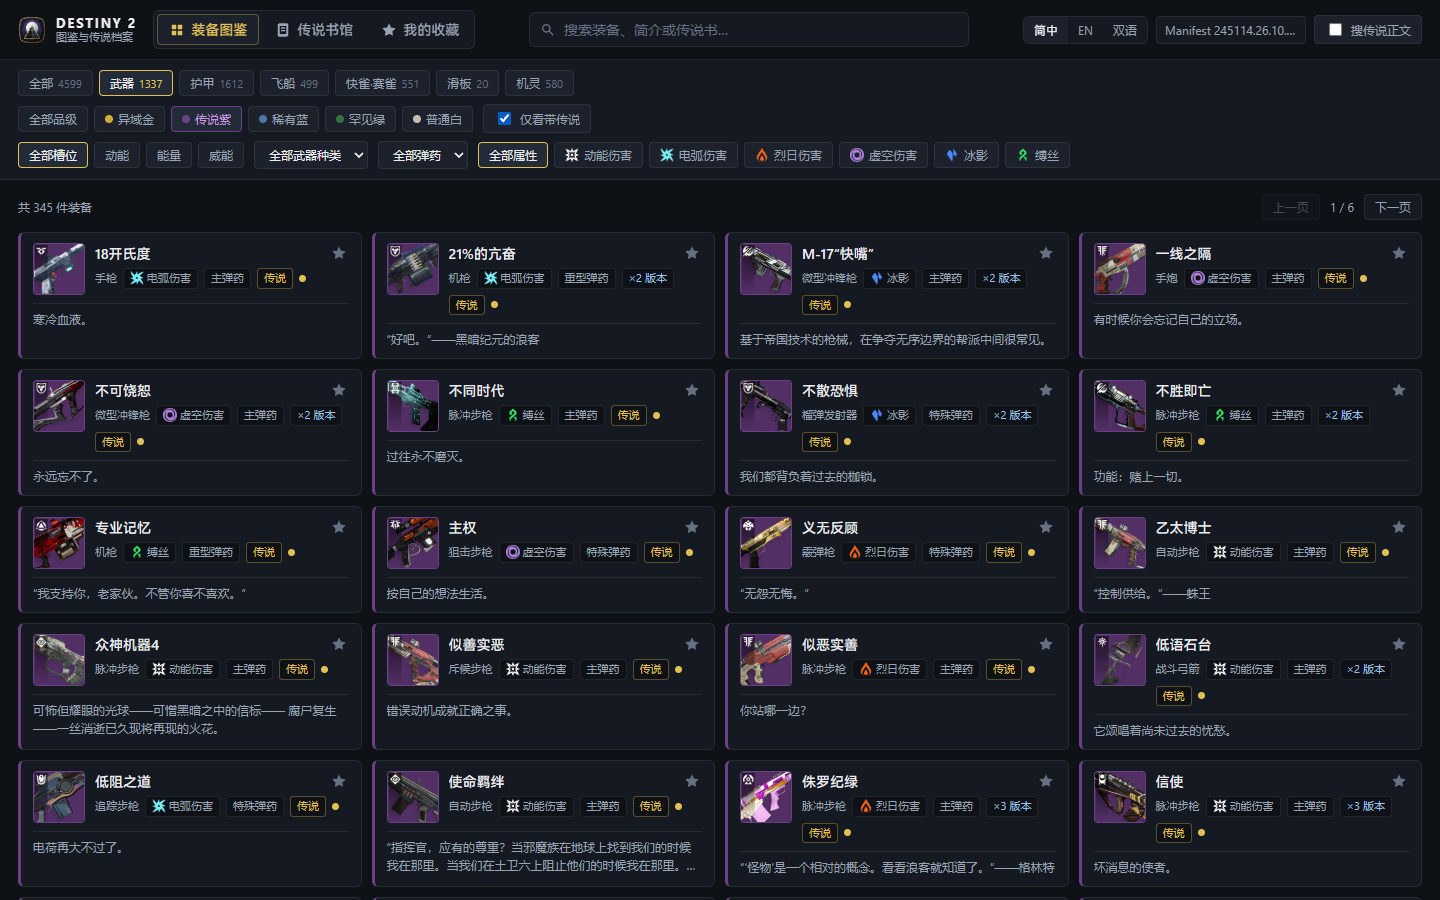 DESTINY 2
图鉴与传说档案
装备图鉴
传说书馆
我的收藏
搜索装备、简介或传说书...
简中 EN 双语
Manifest 245114.26.10....
搜传说正文
全部 4599 武器 1337 护甲 1612 飞船 499 快雀·赛雀 551 滑板 20 机灵 580
全部品级 异域金 传说紫 稀有蓝 罕见绿 普通白 仅看带传说
全部槽位 动能 能量 威能 全部武器种类 全部弹药 全部属性 动能伤害 电弧伤害 烈日伤害 虚空伤害 冰影 缚丝
共 345 件装备
上一页 1 / 6 下一页
18开氏度
手枪 电弧伤害 主弹药 传说
寒冷血液。
21%的亢奋
机枪 电弧伤害 重型弹药 ×2 版本
传说
“好吧。”——黑暗纪元的浪客
M-17“快嘴”
微型冲锋枪 冰影 主弹药 ×2 版本
传说
基于帝国技术的枪械，在争夺无序边界的帮派中间很常见。
一线之隔
手炮 虚空伤害 主弹药 传说
有时候你会忘记自己的立场。
不可饶恕
微型冲锋枪 虚空伤害 主弹药 ×2 版本
传说
永远忘不了。
不同时代
脉冲步枪 缚丝 主弹药 传说
过往永不磨灭。
不散恐惧
榴弹发射器 冰影 特殊弹药 ×2 版本
传说
我们都背负着过去的枷锁。
不胜即亡
脉冲步枪 缚丝 主弹药 ×2 版本
传说
功能：赌上一切。
专业记忆
机枪 缚丝 重型弹药 传说
“我支持你，老家伙。不管你喜不喜欢。”
主权
狙击步枪 虚空伤害 特殊弹药 传说
按自己的想法生活。
义无反顾
霰弹枪 烈日伤害 特殊弹药 传说
“无怨无悔。”
乙太博士
自动步枪 动能伤害 主弹药 传说
“控制供给。”——蛛王
众神机器4
脉冲步枪 动能伤害 主弹药 传说
可怖但耀眼的光球——可憎黑暗之中的信标—— 腐尸复生
——一丝消逝已久现将再现的火花。
似善实恶
斥候步枪 动能伤害 主弹药 传说
错误动机成就正确之事。
似恶实善
脉冲步枪 烈日伤害 主弹药 传说
你站哪一边？
低语石台
战斗弓箭 动能伤害 主弹药 ×2 版本
传说
它颂唱着尚未过去的忧愁。
低阻之道
追踪步枪 电弧伤害 特殊弹药 传说
电荷再大不过了。
使命羁绊
自动步枪 动能伤害 主弹药 传说
“指挥官，应有的尊重？当邪魔族在地球上找到我们的时候
我在那里。当我们在土卫六上阻止他们的时候我在那里。...
侏罗纪绿
脉冲步枪 烈日伤害 主弹药 ×3 版本
传说
“‘怪物’是一个相对的概念。看看浪客就知道了。”——格林特
信使
脉冲步枪 动能伤害 主弹药 ×3 版本
传说
坏消息的使者。